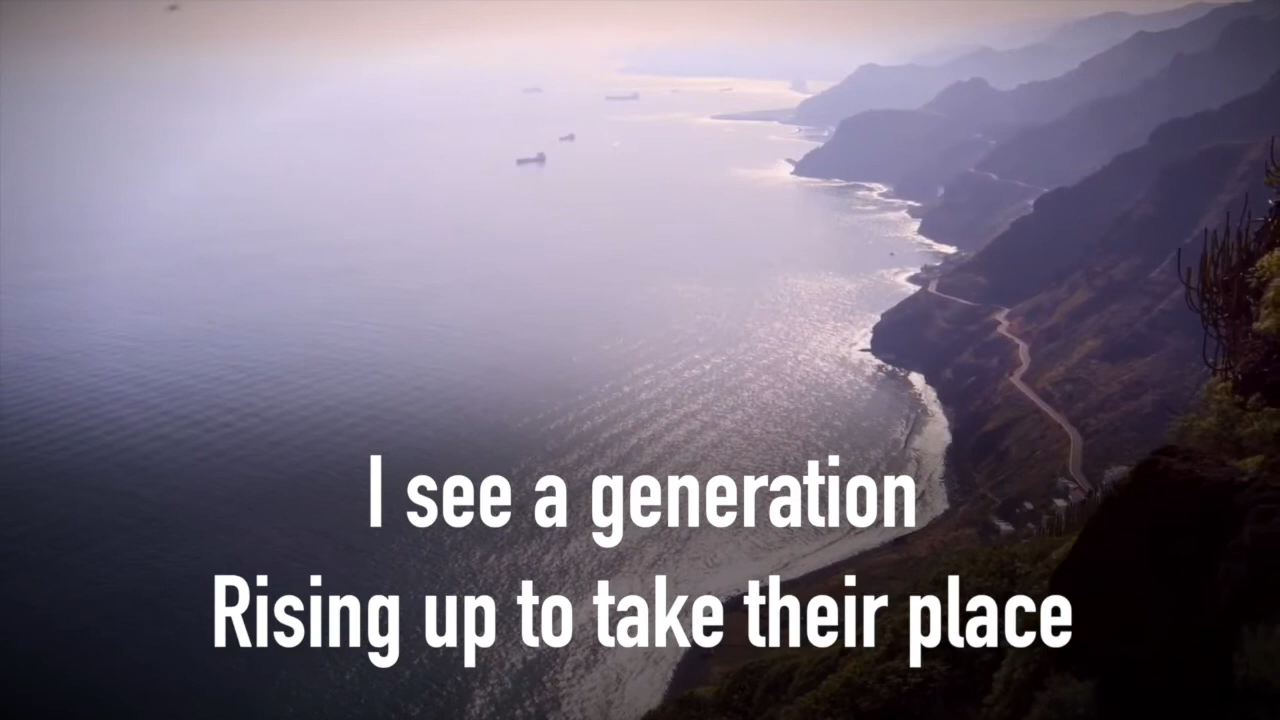 I see a generation
Rising up to take their place